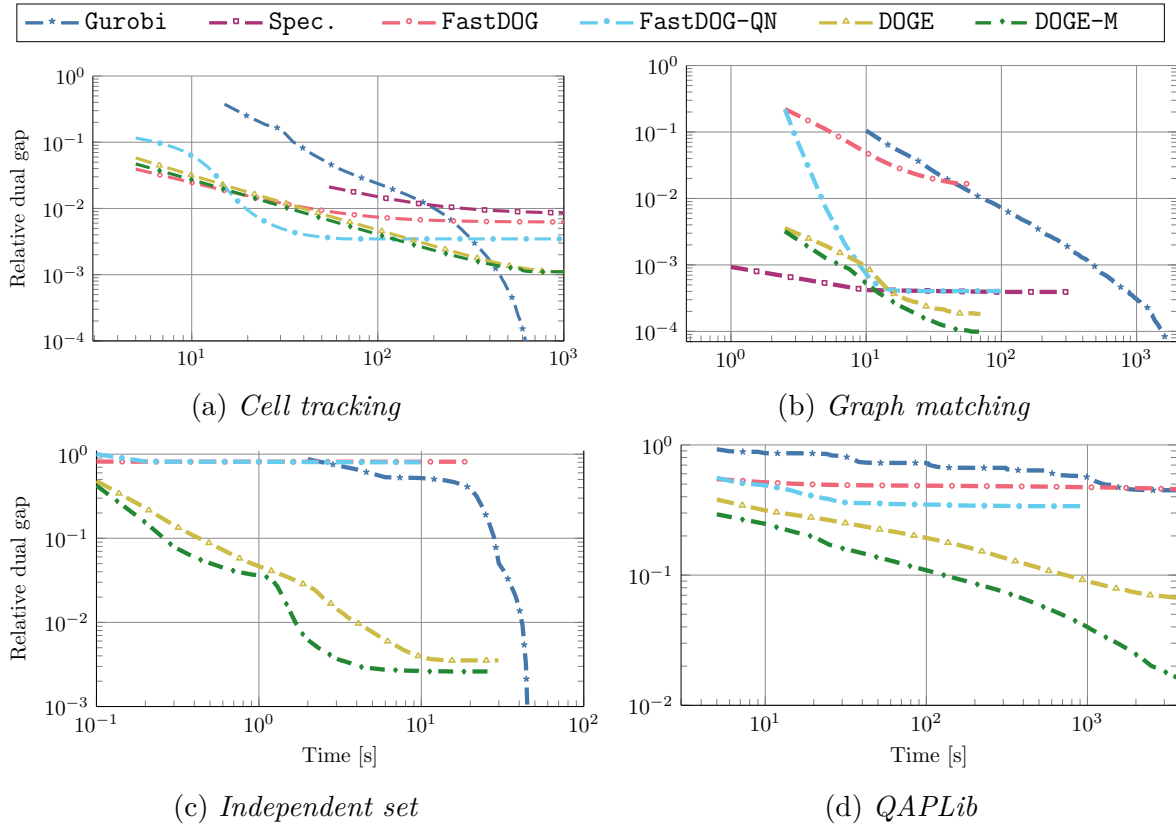 Gurobi Spec. FastDOG FastDOG-QN DOGE DOGE-M
Relative dual gap
10^0
10^-1
10^-2
10^-3
10^-4
10^1 10^2 10^3
(a) Cell tracking
10^0
10^-1
10^-2
10^-3
10^-4
10^0 10^1 10^2 10^3
(b) Graph matching
Relative dual gap
10^0
10^-1
10^-2
10^-3
10^-1 10^0 10^1 10^2
Time [s]
(c) Independent set
10^0
10^-1
10^-2
10^1 10^2 10^3
Time [s]
(d) QAPLib